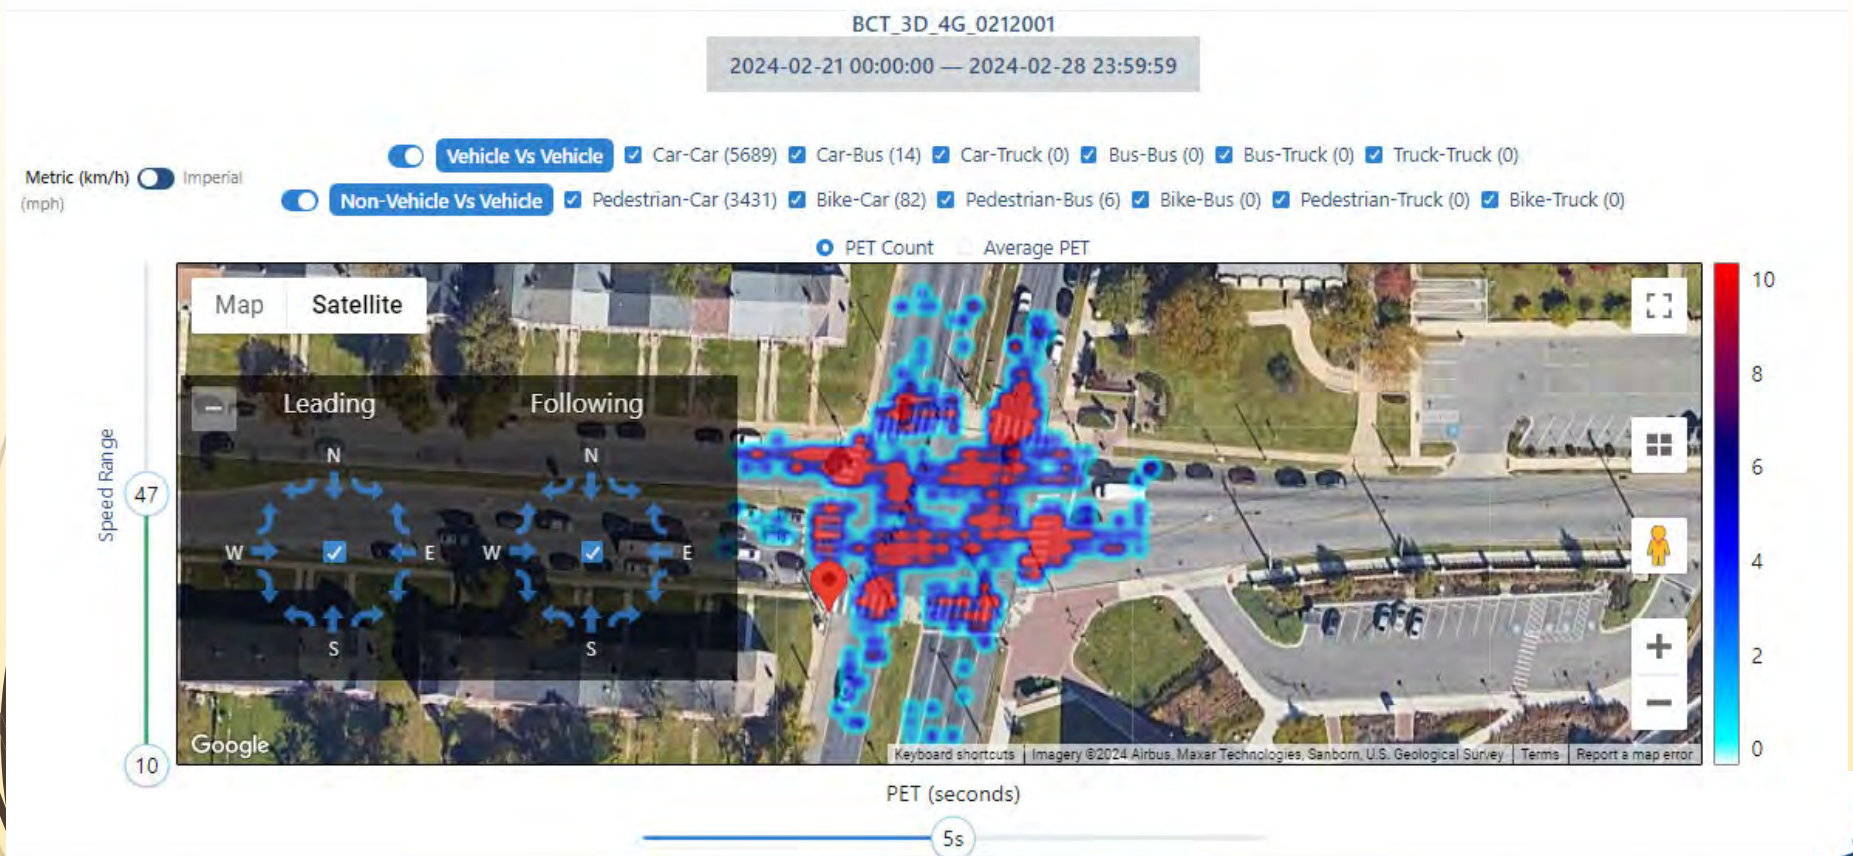 BCT_3D_4G_0212001
2024-02-21 00:00:00 — 2024-02-28 23:59:59
Vehicle Vs Vehicle Car-Car (5689) Car-Bus (14) Car-Truck (0) Bus-Bus (0) Bus-Truck (0) Truck-Truck (0)
Metric (km/h) Imperial
(mph)
Non-Vehicle Vs Vehicle Pedestrian-Car (3431) Bike-Car (82) Pedestrian-Bus (6) Bike-Bus (0) Pedestrian-Truck (0) Bike-Truck (0)
PET Count Average PET
Map Satellite
Leading Following
N N
W E W E
S S
Speed Range
47
10
10
8
6
4
2
0
Google
Keyboard shortcuts Imagery ©2024 Airbus, Maxar Technologies, Sanborn, U.S. Geological Survey Terms Report a map error
PET (seconds)
5s